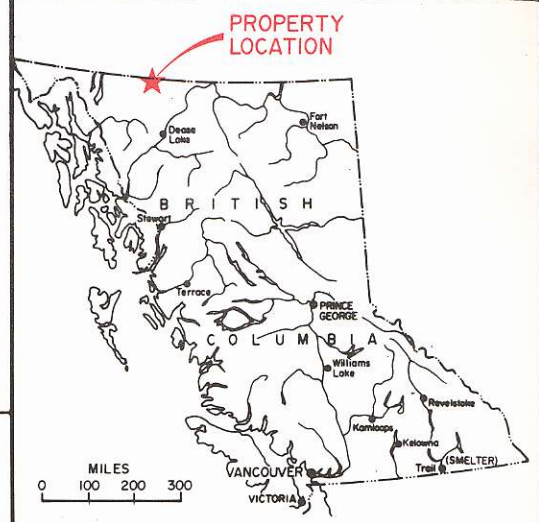 PROPERTY
LOCATION
Fort
Nelson
Dease
Lake
BRITISH
Stewart
Terrace
PRINCE
GEORGE
COLUMBIA
Williams
Lake
Revelstoke
Kamloops
Kelowna
Trail (SMELTER)
MILES
VANCOUVER
0 100 200 300
VICTORIA